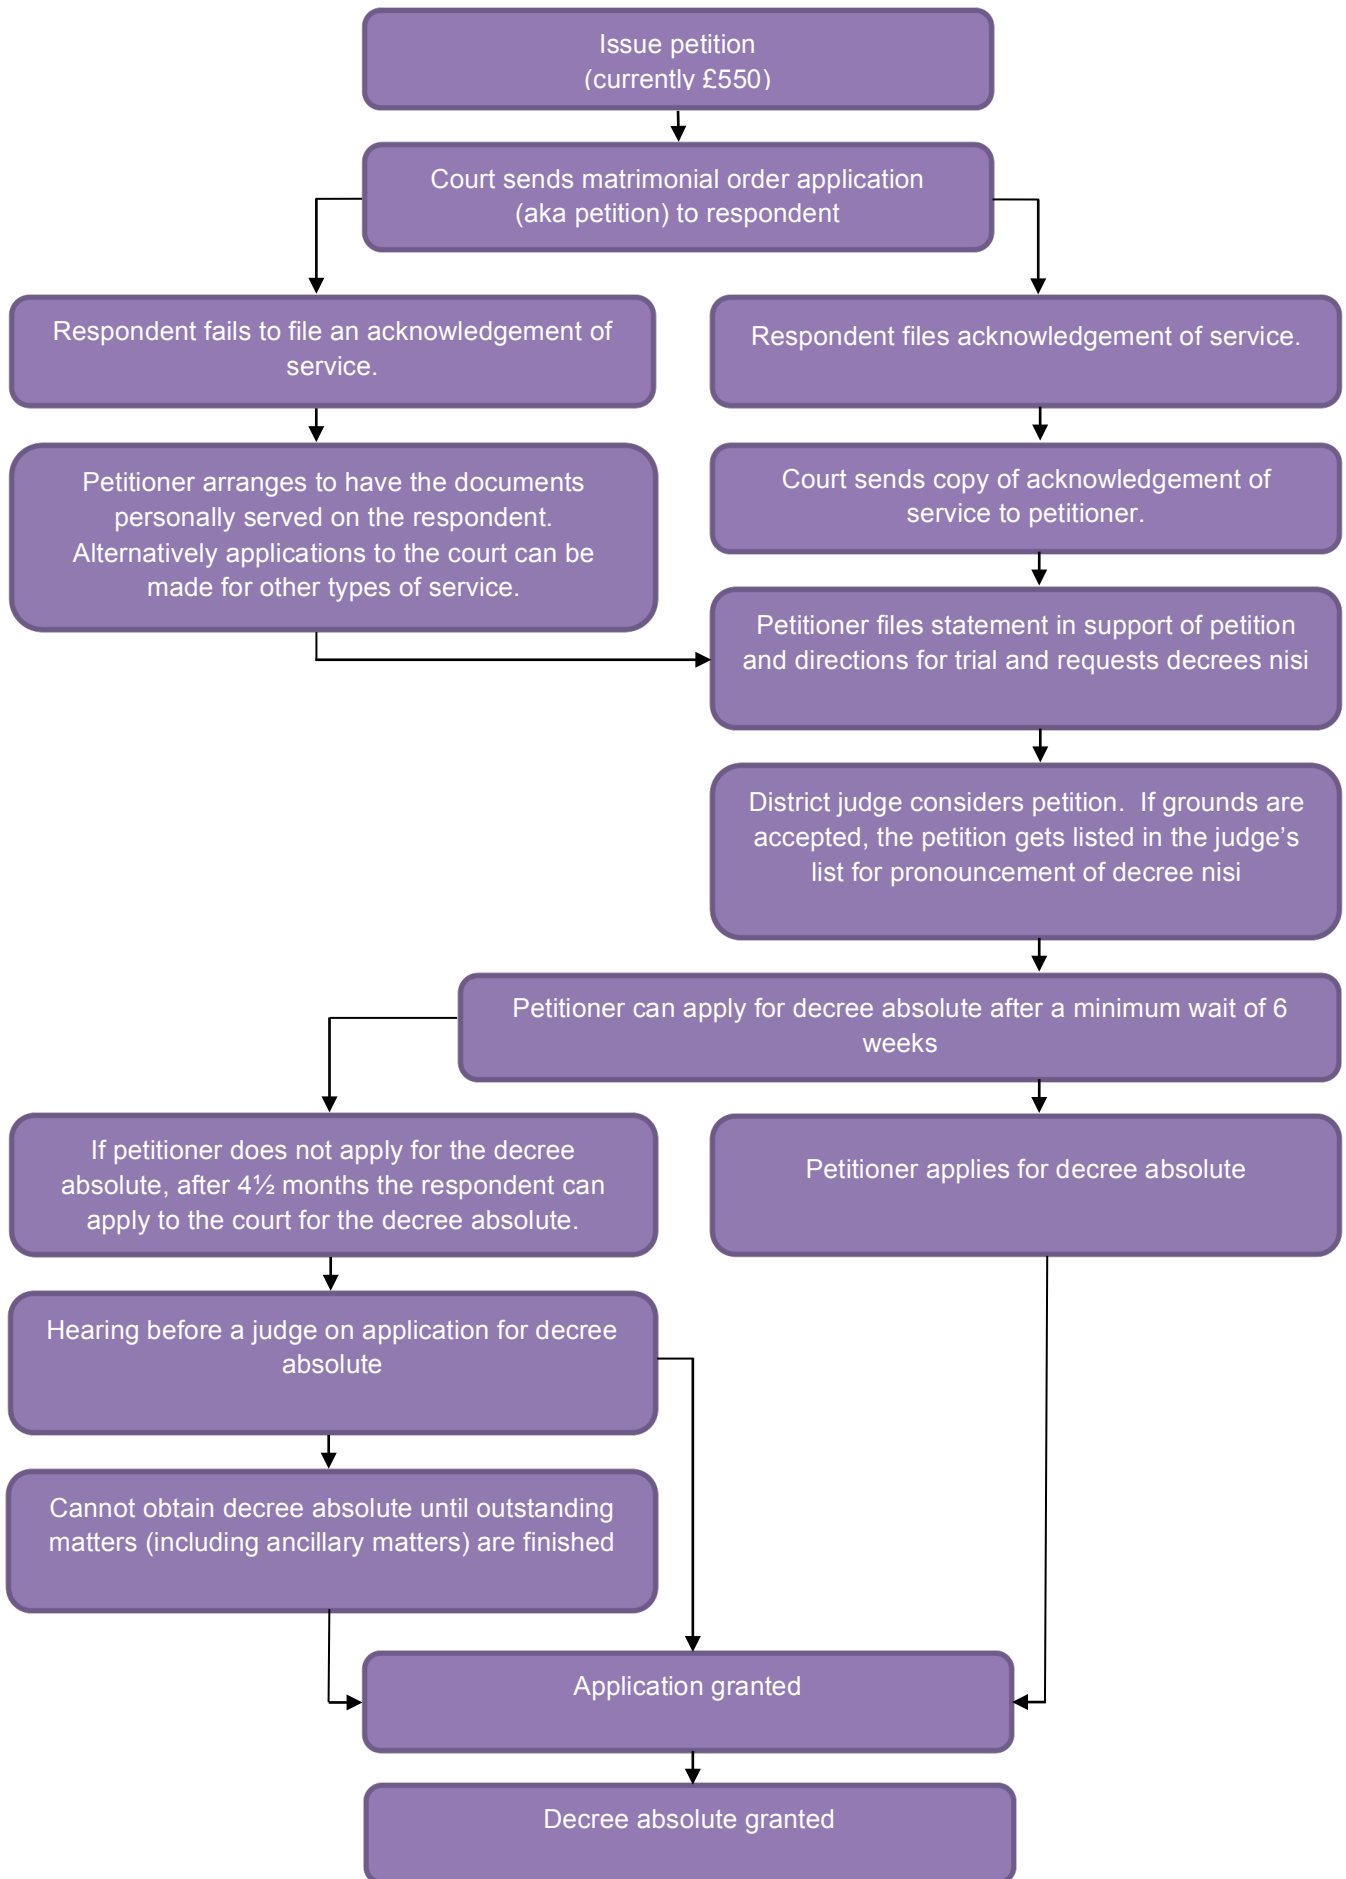 Issue petition
(currently £550)
Court sends matrimonial order application
(aka petition) to respondent
Respondent fails to file an acknowledgement of
service.
Respondent files acknowledgement of service.
Petitioner arranges to have the documents
personally served on the respondent.
Alternatively applications to the court can be
made for other types of service.
Court sends copy of acknowledgement of
service to petitioner.
Petitioner files statement in support of petition
and directions for trial and requests decrees nisi
District judge considers petition.  If grounds are
accepted, the petition gets listed in the judge’s
list for pronouncement of decree nisi
Petitioner can apply for decree absolute after a minimum wait of 6
weeks
If petitioner does not apply for the decree
absolute, after 4½ months the respondent can
apply to the court for the decree absolute.
Petitioner applies for decree absolute
Hearing before a judge on application for decree
absolute
Cannot obtain decree absolute until outstanding
matters (including ancillary matters) are finished
Application granted
Decree absolute granted